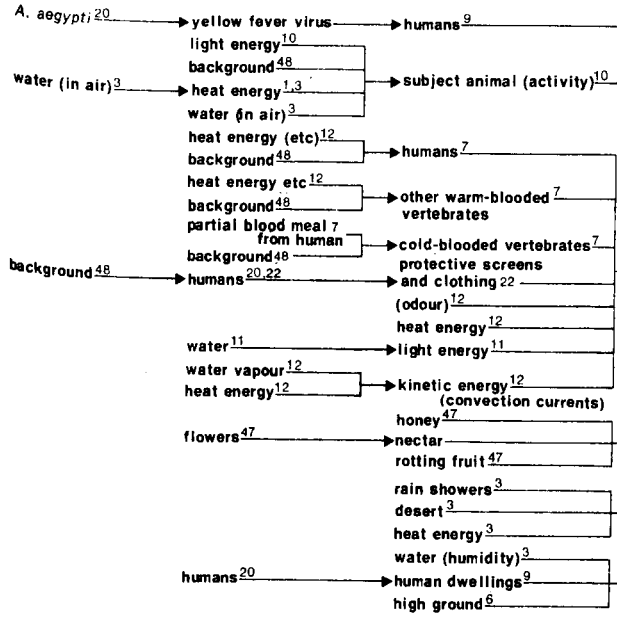 A. aegypti 20 yellow fever virus humans 9
light energy 10
background 48
water (in air) 3 heat energy 1,3 subject animal (activity) 10
water (in air) 3
heat energy (etc) 12
background 48 humans 7
heat energy etc 12
background 48 other warm-blooded 7
vertebrates
partial blood meal 7
from human
background 48 cold-blooded vertebrates 7
protective screens
background 48 humans 20,22 and clothing 22
(odour) 12
heat energy 12
water 11 light energy 11
water vapour 12
heat energy 12 kinetic energy 12
(convection currents)
honey 47
flowers 47 nectar
rotting fruit 47
rain showers 3
desert 3
heat energy 3
water (humidity) 3
humans 20 human dwellings 9
high ground 6